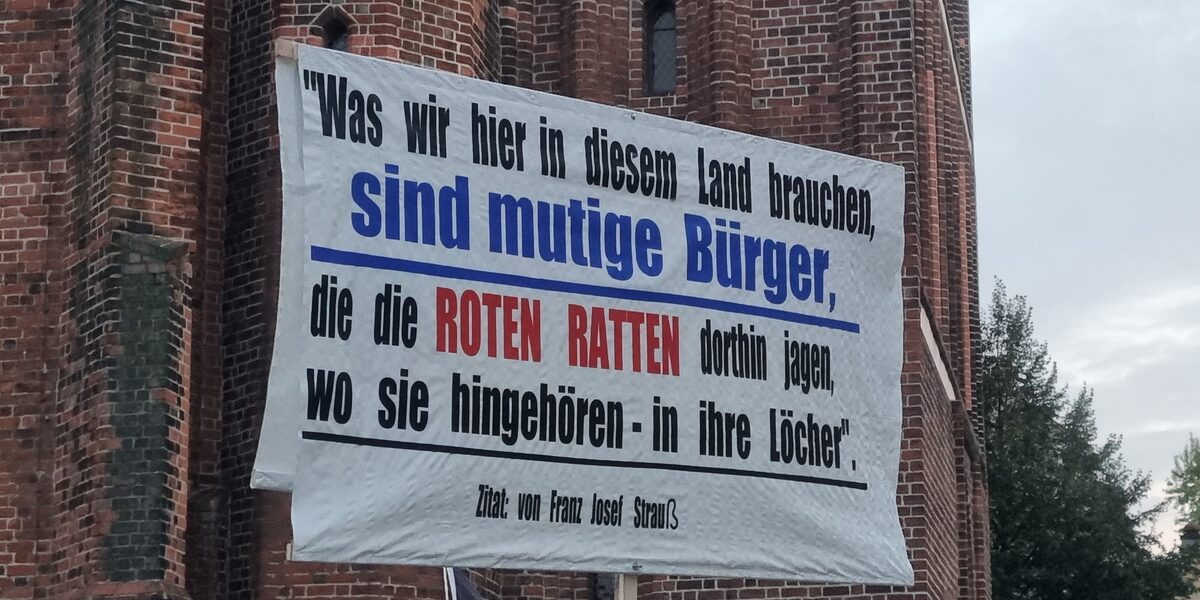 "Was wir hier in diesem Land brauchen,
sind mutige Bürger,
die die ROTEN RATTEN dorthin jagen,
wo sie hingehören - in ihre Löcher".
Zitat: von Franz Josef Strauß